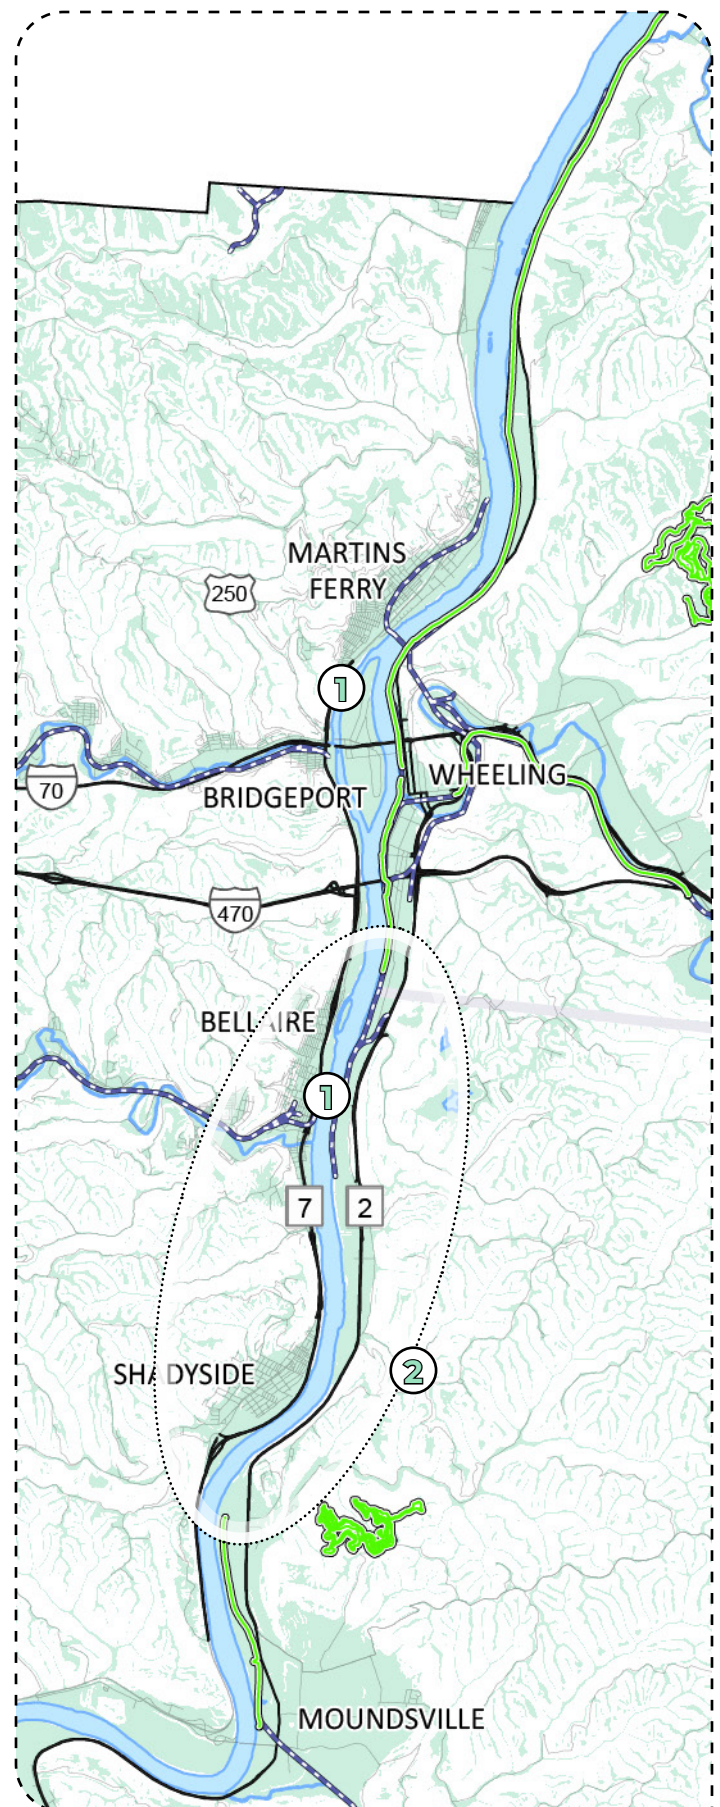 MARTINS
FERRY
250
1
70
WHEELING
BRIDGEPORT
470
BELLAIRE
1
7
2
SHADYSIDE
2
MOUNDSVILLE